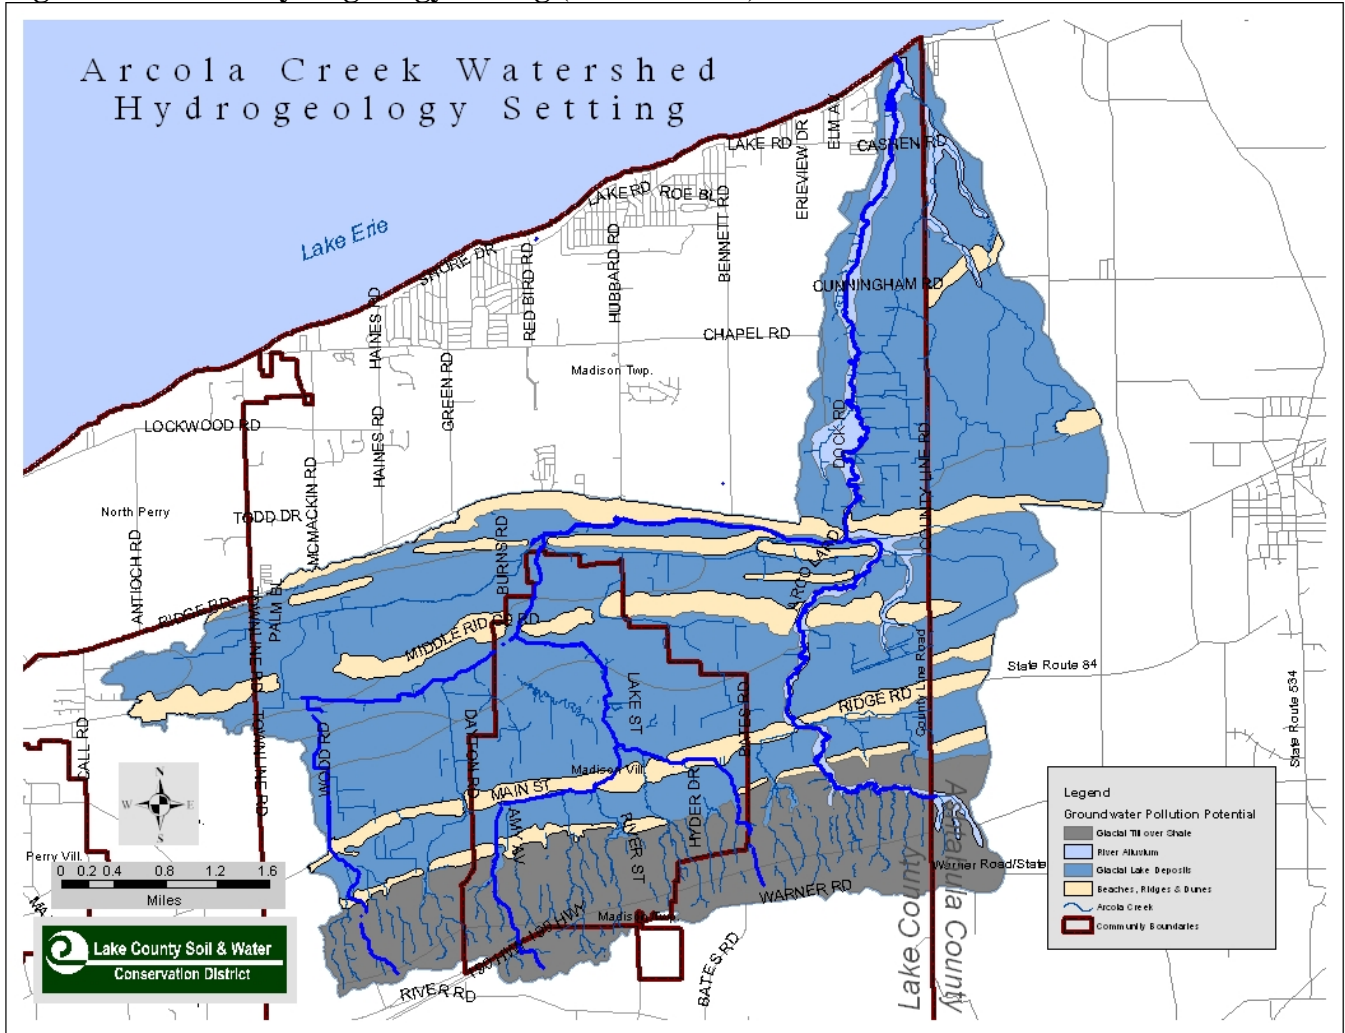 Arcola Creek Watershed
Hydrogeology Setting
Lake Erie
LAKE RD
CASREN RD
ERIEVIEW DR
LAKE RD
ROE BL
BENNETT RD
HUBBARD RD
SHORE DR
RED BIRD RD
HAINES RD
CUNNINGHAM RD
CHAPEL RD
Madison Twp.
GREEN RD
LOCKWOOD RD
HAINES RD
DOCK RD
COUNTY LINE RD
MCMACKIN RD
North Perry
TODD DR
ANTIOCH RD
BURNS RD
RIDGE RD
TOWNLINE RD
PALM BL
MIDDLE RID
State Route 84
County Line Road
RIDGE RD
LAKE ST
BATES RD
State Route 534
CALL RD
TOWNLINE RD
DAYTON RD
Madison Vill.
MAIN ST
HYDER DR
RIVER ST
N
W
E
S
Perry Vill.
0 0.2 0.4 0.8 1.2 1.6
Miles
Legend
Groundwater Pollution Potential
Glacial Till over Shale
River Alluvium
Glacial Lake Deposits
Beaches, Ridges & Dunes
Arcola Creek
Community Boundaries
Warner Road/State
WARNER RD
Lake County
Ashtabula County
BATES RD
RIVER RD
Lake County Soil & Water
Conservation District